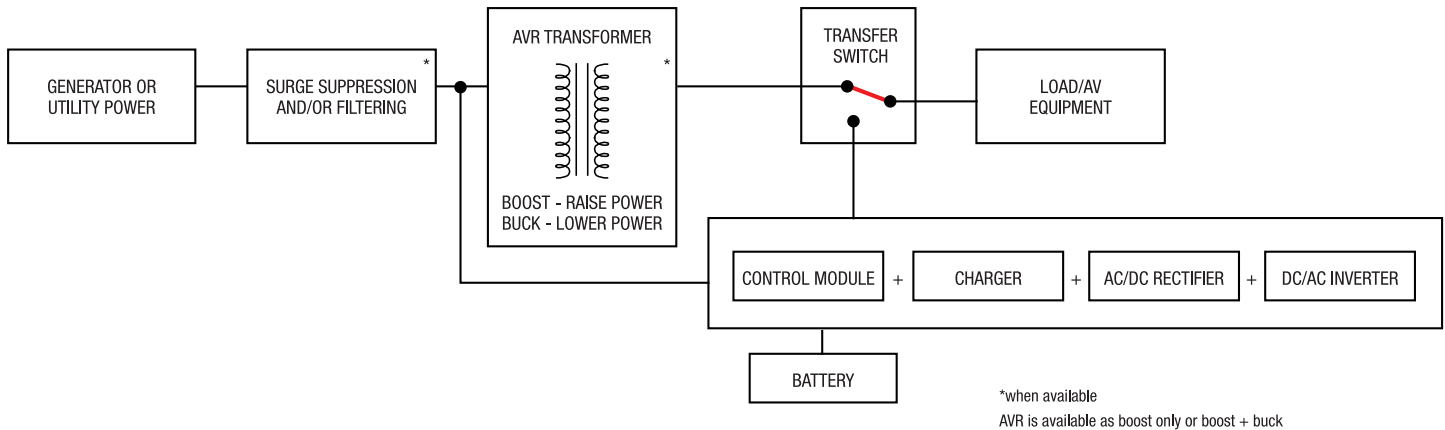 GENERATOR OR
UTILITY POWER
SURGE SUPPRESSION
AND/OR FILTERING
*
AVR TRANSFORMER
*
BOOST - RAISE POWER
BUCK - LOWER POWER
TRANSFER
SWITCH
LOAD/AV
EQUIPMENT
CONTROL MODULE + CHARGER + AC/DC RECTIFIER + DC/AC INVERTER
BATTERY
*when available
AVR is available as boost only or boost + buck